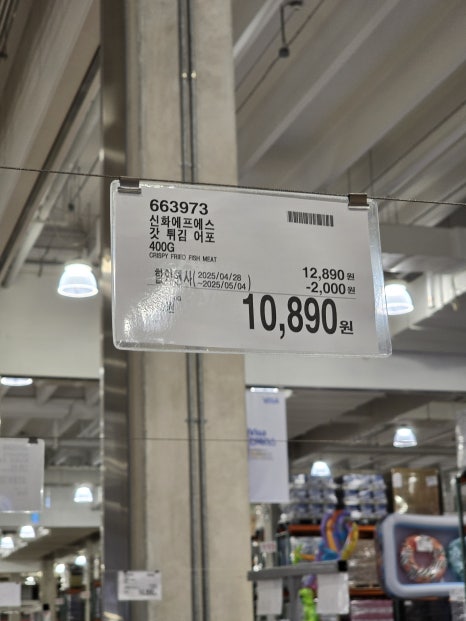 663973
신화에프에스
갓 튀김 어포
400G
CRISPY FRIED FISH MEAT
12,890원
할인행사(2025/04/28~2025/05/04) -2,000원
10,890원
VISA